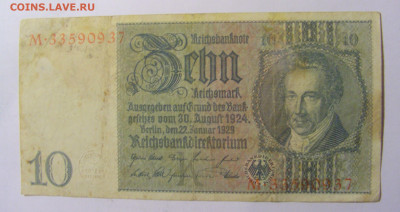 COINS.LAVE.RU
M·53590937
Reichsbanknote
10 10
Zehn
Reichsmark
Ausgegeben auf Grund des Bank-
gesetzes vom 30. August 1924.
Berlin, den 22. Januar 1929
Reichsbankdirektorium
10
M·53590937